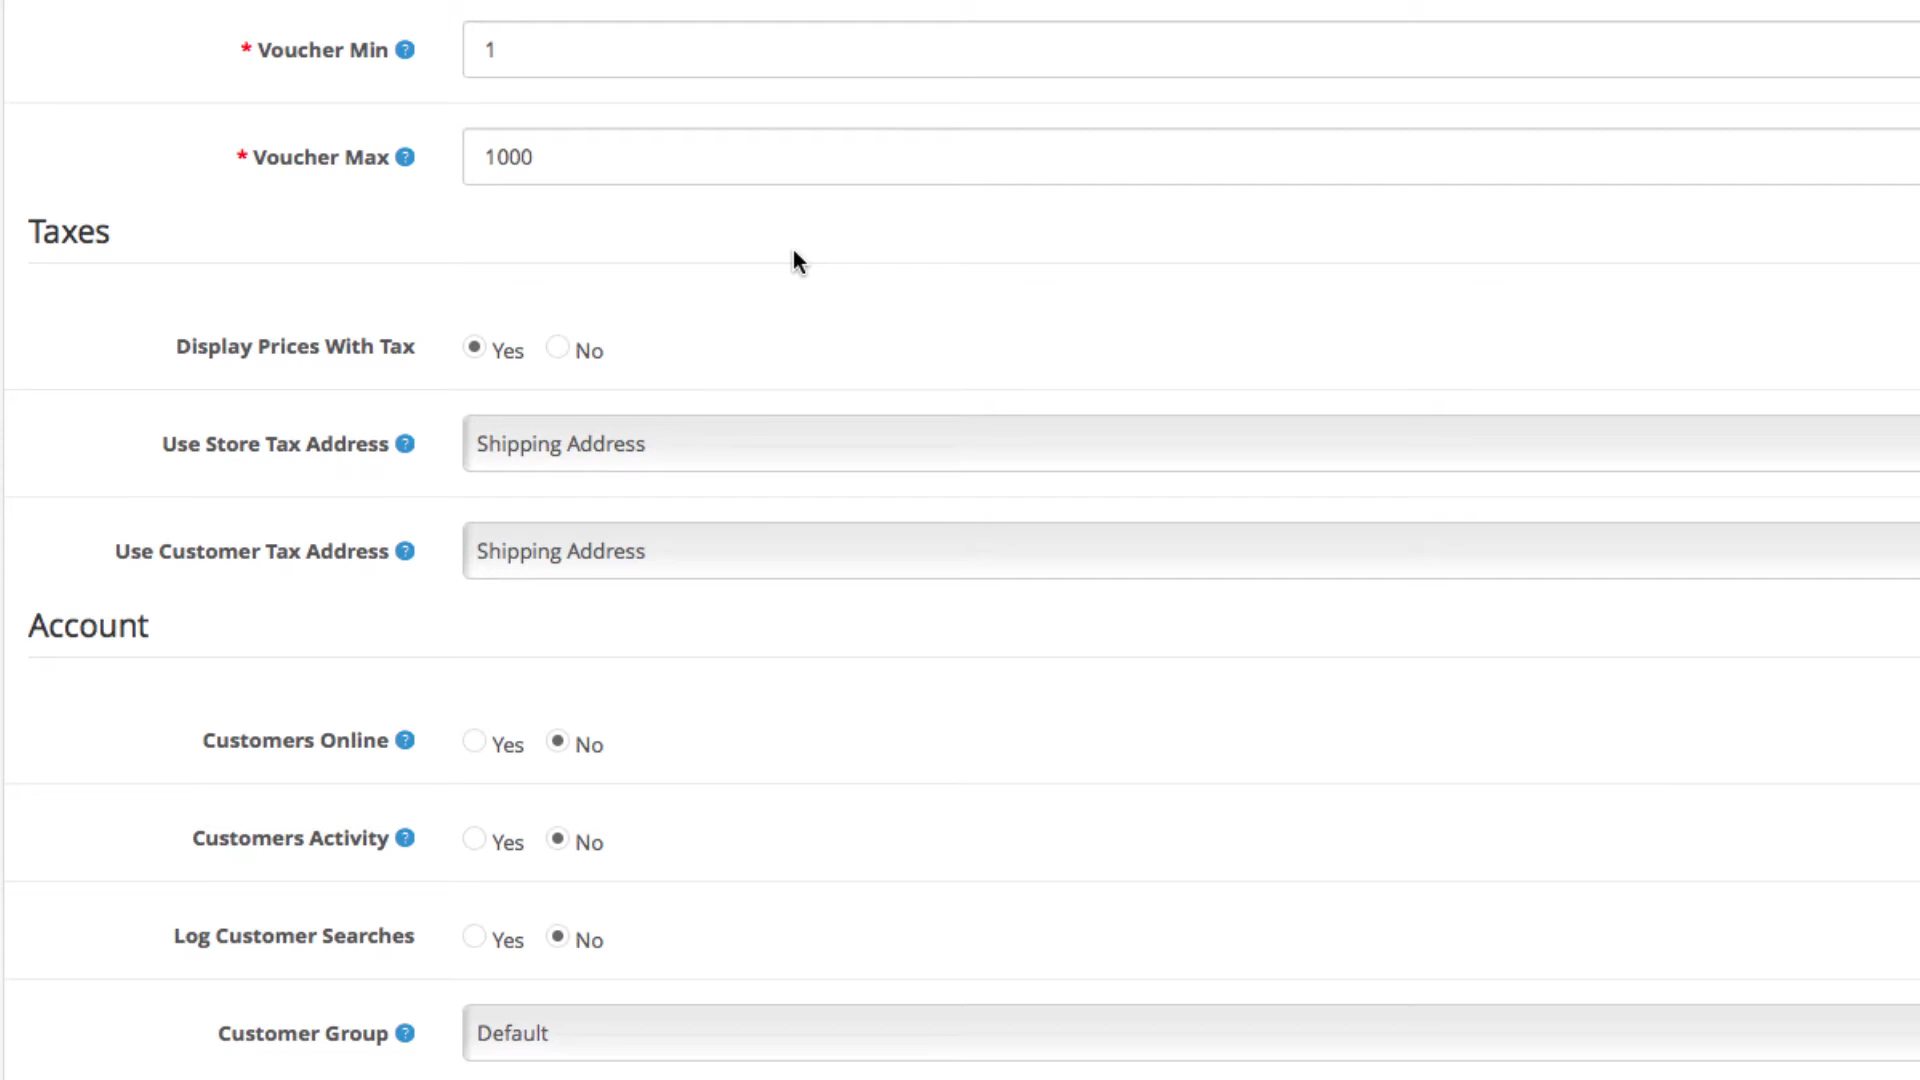 * Voucher Min ?
1
* Voucher Max ?
1000
Taxes
Display Prices With Tax
Yes No
Use Store Tax Address ?
Shipping Address
Use Customer Tax Address ?
Shipping Address
Account
Customers Online ?
Yes No
Customers Activity ?
Yes No
Log Customer Searches
Yes No
Customer Group ?
Default